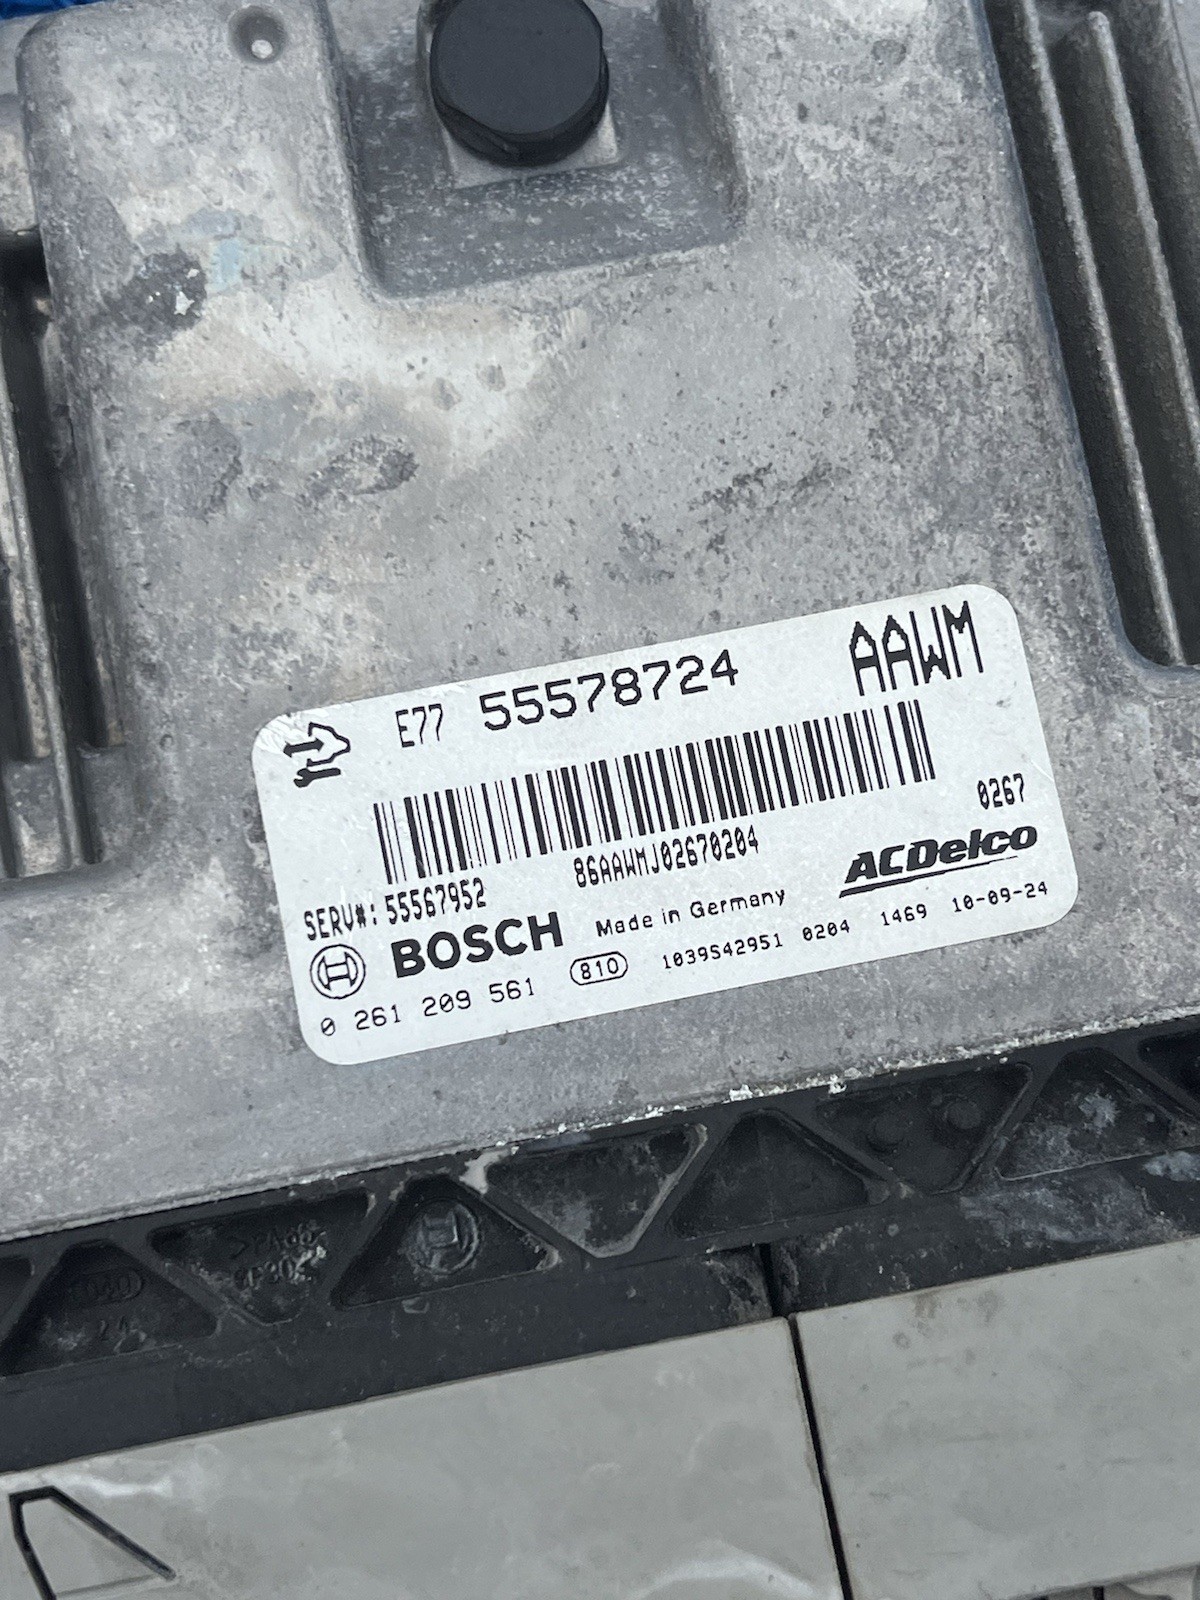 E77 55578724 AAWM
0267
86AAWMJ02670204
SERV#: 55567952
ACDelco
BOSCH Made in Germany
0 261 209 561 810 1039S42951 0204 1469 10-09-24
>PA66